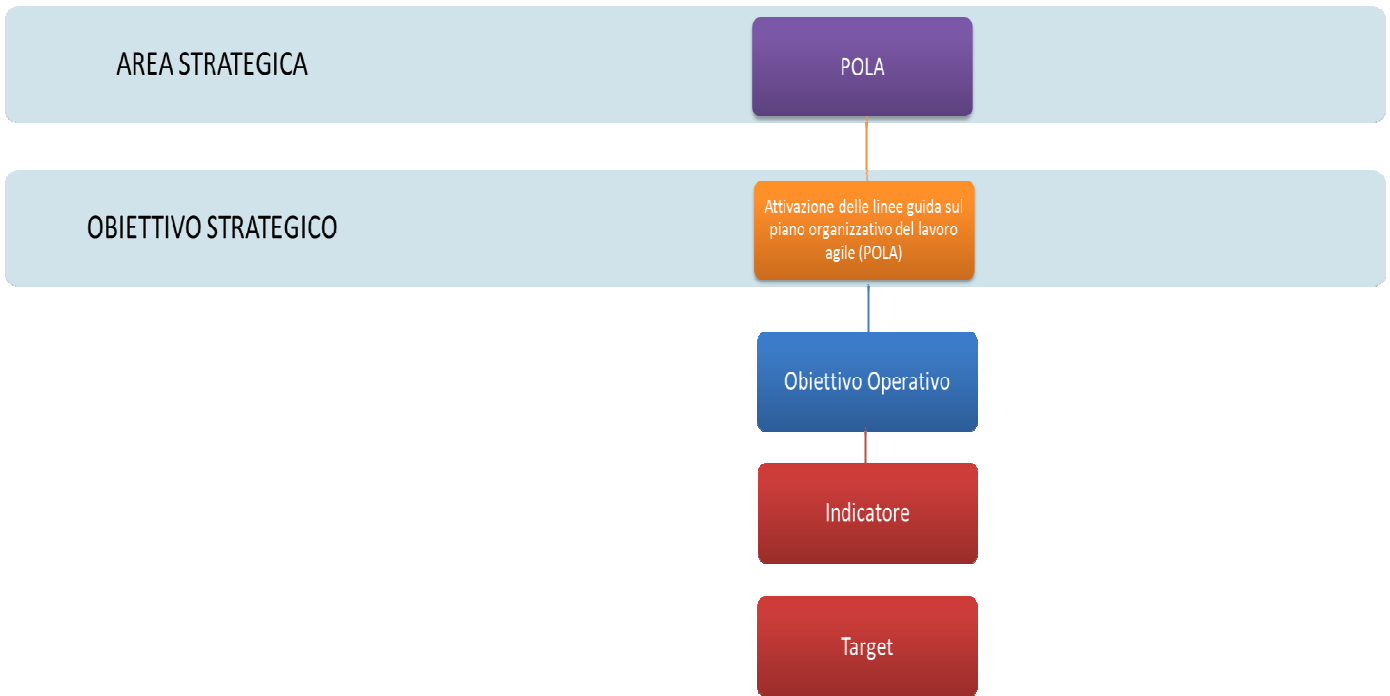 AREA STRATEGICA
POLA
OBIETTIVO STRATEGICO
Attivazione delle linee guida sul
piano organizzativo del lavoro
agile (POLA)
Obiettivo Operativo
Indicatore
Target